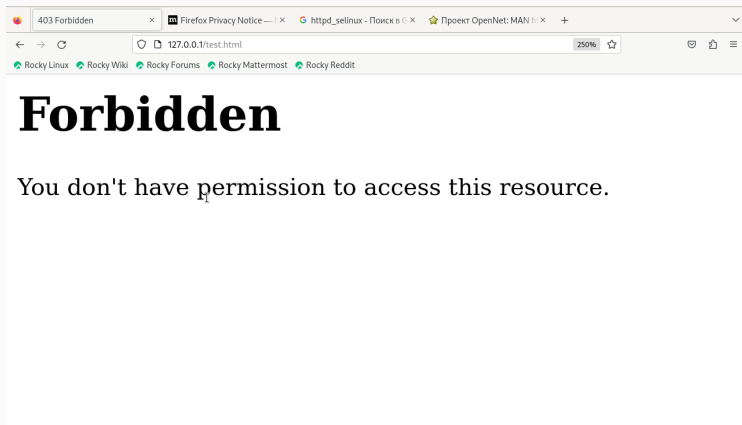 403 Forbidden
Firefox Privacy Notice —
httpd_selinux - Поиск в G
Проект OpenNet: MAN h
127.0.0.1/test.html
250%
Rocky Linux Rocky Wiki Rocky Forums Rocky Mattermost Rocky Reddit
Forbidden
You don't have permission to access this resource.